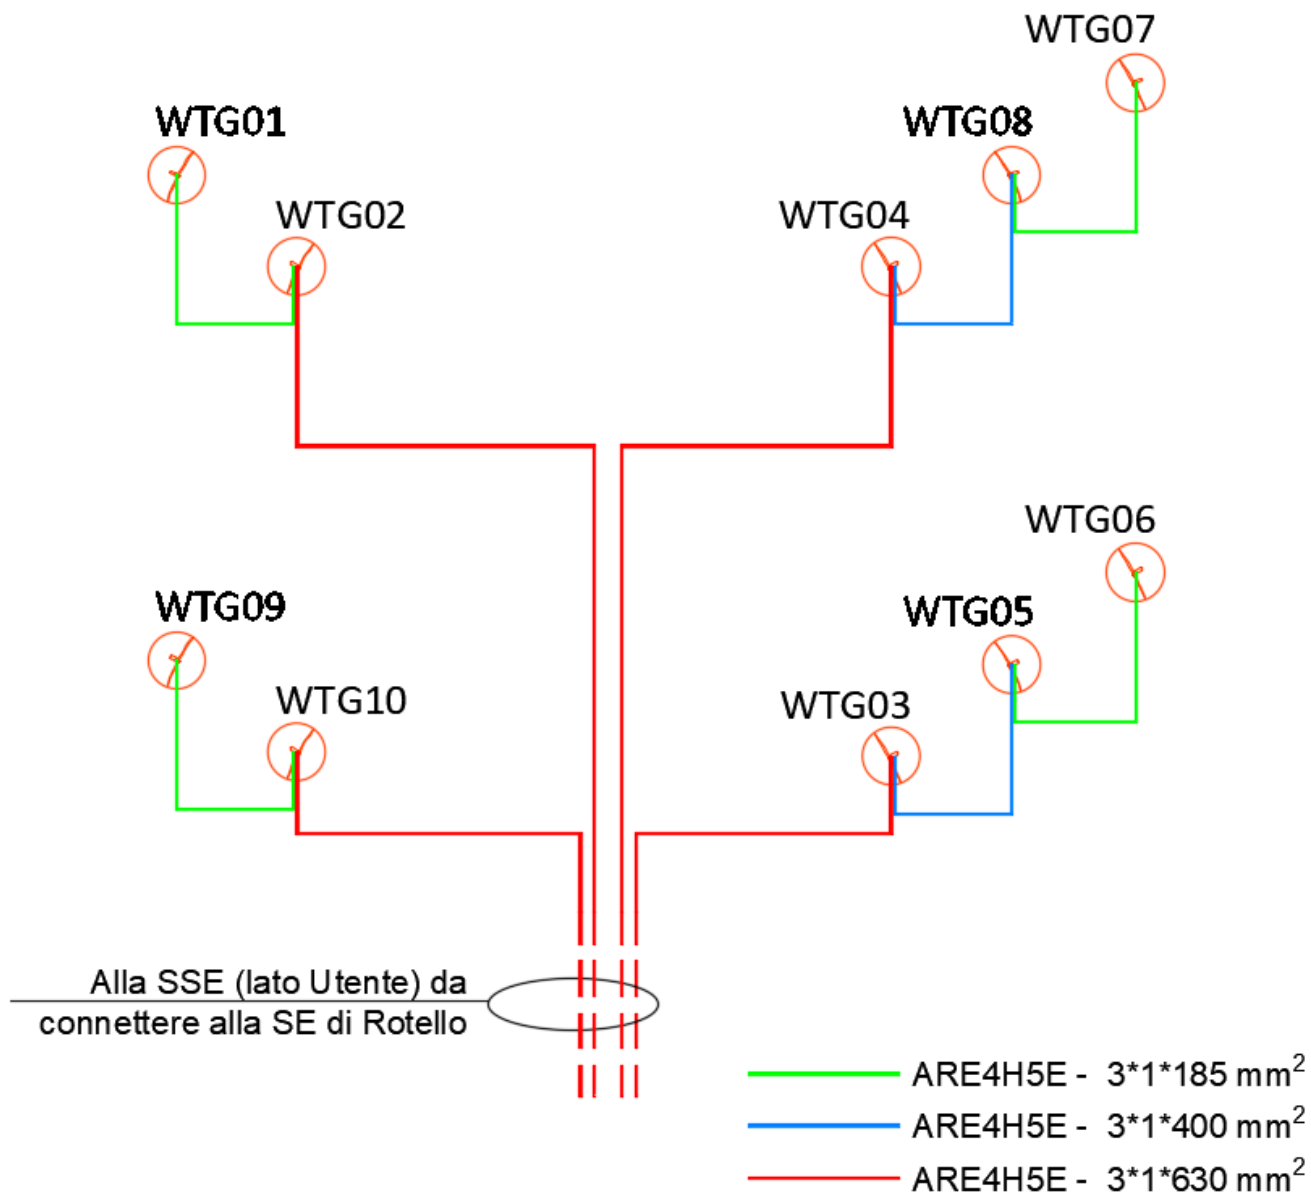 WTG07
WTG01
WTG08
WTG02
WTG04
WTG06
WTG09
WTG05
WTG10
WTG03
Alla SSE (lato Utente) da
connettere alla SE di Rotello
ARE4H5E - 3*1*185 mm²
ARE4H5E - 3*1*400 mm²
ARE4H5E - 3*1*630 mm²